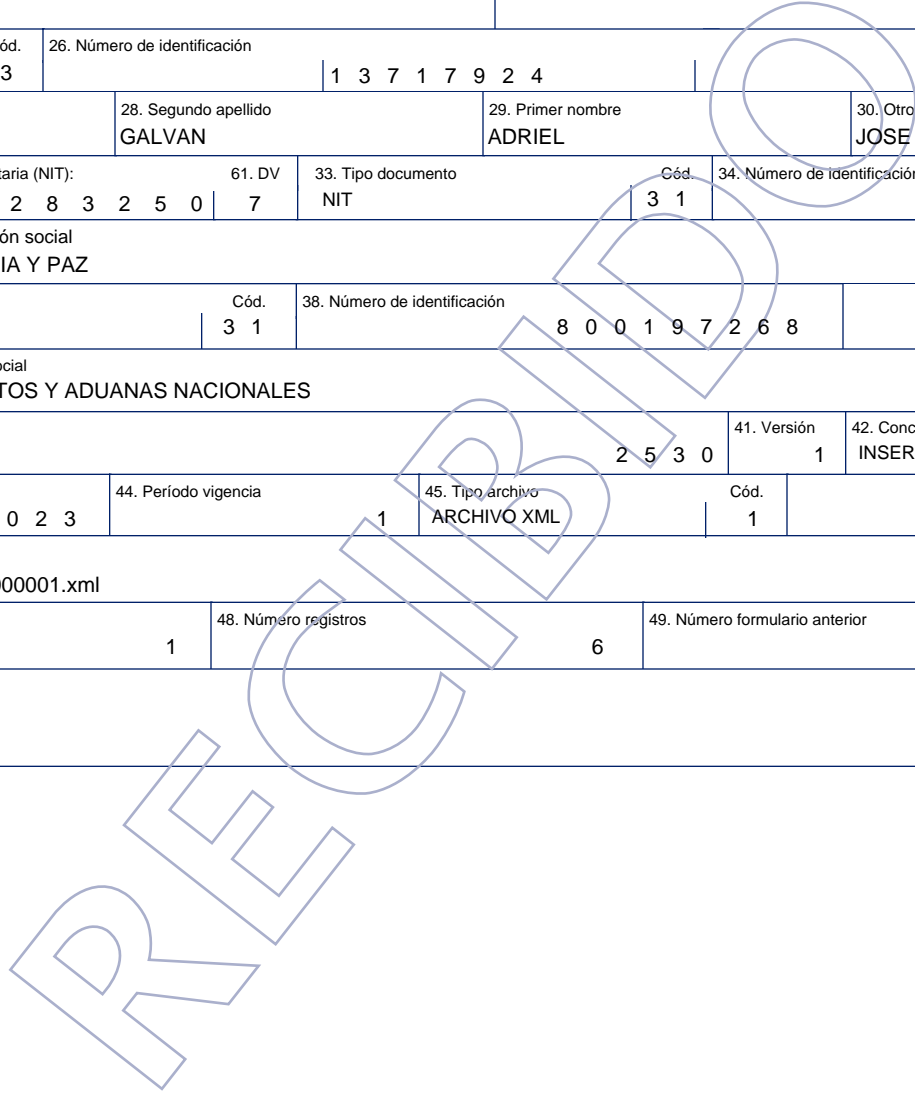 ód. 26. Número de identificación
3 1 3 7 1 7 9 2 4
28. Segundo apellido 29. Primer nombre 30. Otro
GALVAN ADRIEL JOSE
taria (NIT): 61. DV 33. Tipo documento Cód. 34. Número de identificación
2 8 3 2 5 0 7 NIT 3 1
ón social
IA Y PAZ
Cód. 38. Número de identificación
3 1 8 0 0 1 9 7 2 6 8
ocial
TOS Y ADUANAS NACIONALES
41. Versión 42. Conc
2 5 3 0 1 INSER
44. Período vigencia 45. Tipo archivo Cód.
0 2 3 1 ARCHIVO XML 1
000001.xml
48. Número registros 49. Número formulario anterior
1 6
RECIBIDO